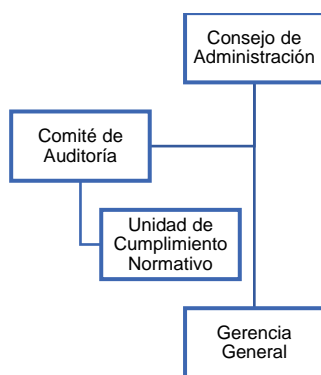 Consejo de
Administración
Comité de
Auditoría
Unidad de
Cumplimiento
Normativo
Gerencia
General